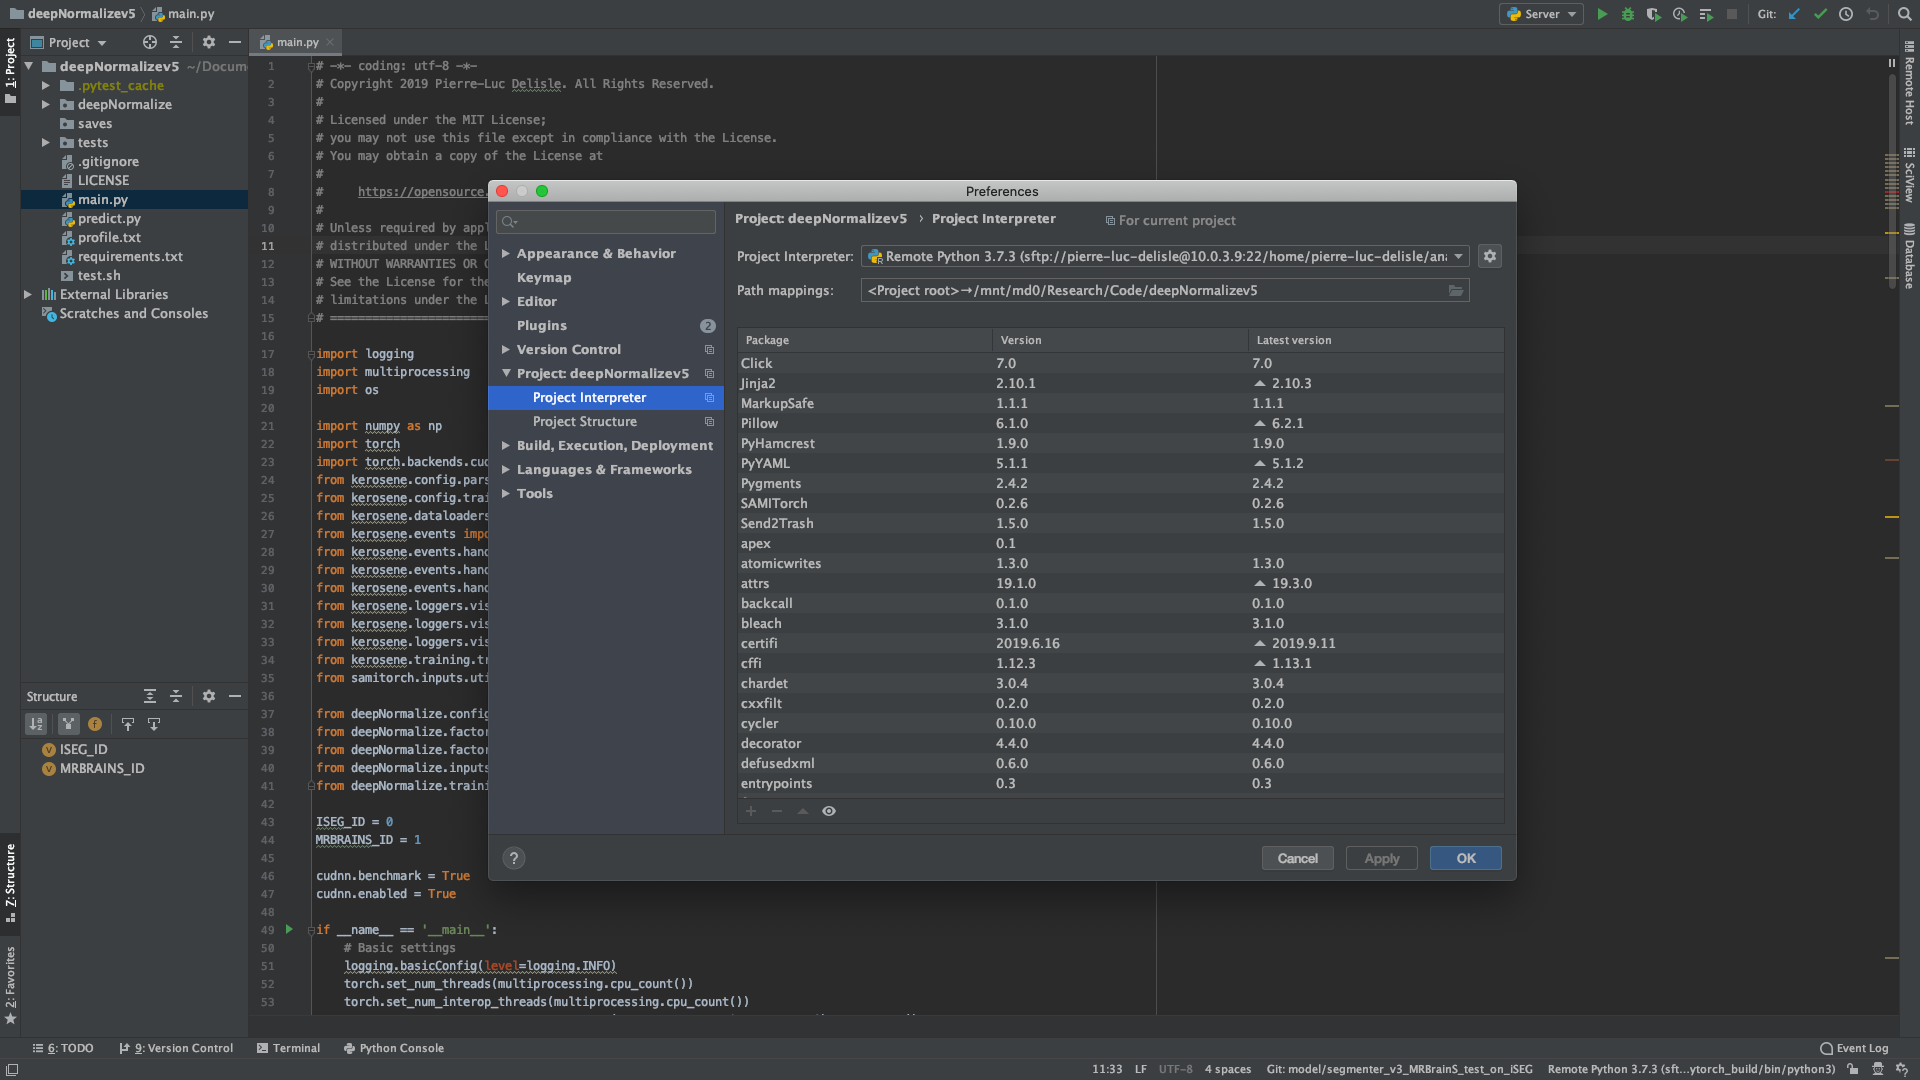 deepNormalizev5
main.py
Server
Git:
Project
main.py
1: Project
deepNormalizev5 ~/Docum
.pytest_cache
deepNormalize
saves
tests
.gitignore
LICENSE
main.py
predict.py
profile.txt
requirements.txt
test.sh
External Libraries
Scratches and Consoles
Structure
ISEG_ID
MRBRAINS_ID
Z: Structure
2: Favorites
1 # -*- coding: utf-8 -*-
2 # Copyright 2019 Pierre-Luc Delisle. All Rights Reserved.
3 #
4 # Licensed under the MIT License;
5 # you may not use this file except in compliance with the License.
6 # You may obtain a copy of the License at
7 #
8 # https://opensource.
9 #
10 # Unless required by appl
11 # distributed under the L
12 # WITHOUT WARRANTIES OR C
13 # See the License for the
14 # limitations under the L
15 # =======================
16
17 import logging
18 import multiprocessing
19 import os
20
21 import numpy as np
22 import torch
23 import torch.backends.cud
24 from kerosene.config.pars
25 from kerosene.config.trai
26 from kerosene.dataloaders
27 from kerosene.events impo
28 from kerosene.events.hand
29 from kerosene.events.hand
30 from kerosene.events.hand
31 from kerosene.loggers.vis
32 from kerosene.loggers.vis
33 from kerosene.loggers.vis
34 from kerosene.training.tr
35 from samitorch.inputs.uti
36
37 from deepNormalize.config
38 from deepNormalize.factor
39 from deepNormalize.factor
40 from deepNormalize.inputs
41 from deepNormalize.traini
42
43 ISEG_ID = 0
44 MRBRAINS_ID = 1
45
46 cudnn.benchmark = True
47 cudnn.enabled = True
48
49 if __name__ == '__main__':
50 # Basic settings
51 logging.basicConfig(level=logging.INFO)
52 torch.set_num_threads(multiprocessing.cpu_count())
53 torch.set_num_interop_threads(multiprocessing.cpu_count())
Preferences
Appearance & Behavior
Keymap
Editor
Plugins 2
Version Control
Project: deepNormalizev5
Project Interpreter
Project Structure
Build, Execution, Deployment
Languages & Frameworks
Tools
Project: deepNormalizev5 › Project Interpreter For current project
Project Interpreter: Remote Python 3.7.3 (sftp://pierre-luc-delisle@10.0.3.9:22/home/pierre-luc-delisle/ana
Path mappings: <Project root>→/mnt/md0/Research/Code/deepNormalizev5
Package Version Latest version
Click 7.0 7.0
Jinja2 2.10.1 2.10.3
MarkupSafe 1.1.1 1.1.1
Pillow 6.1.0 6.2.1
PyHamcrest 1.9.0 1.9.0
PyYAML 5.1.1 5.1.2
Pygments 2.4.2 2.4.2
SAMITorch 0.2.6 0.2.6
Send2Trash 1.5.0 1.5.0
apex 0.1
atomicwrites 1.3.0 1.3.0
attrs 19.1.0 19.3.0
backcall 0.1.0 0.1.0
bleach 3.1.0 3.1.0
certifi 2019.6.16 2019.9.11
cffi 1.12.3 1.13.1
chardet 3.0.4 3.0.4
cxxfilt 0.2.0 0.2.0
cycler 0.10.0 0.10.0
decorator 4.4.0 4.4.0
defusedxml 0.6.0 0.6.0
entrypoints 0.3 0.3
?
Cancel Apply OK
Remote Host
SciView
Database
6: TODO 9: Version Control Terminal Python Console Event Log
11:33 LF UTF-8 4 spaces Git: model/segmenter_v3_MRBrainS_test_on_iSEG Remote Python 3.7.3 (sft...ytorch_build/bin/python3)